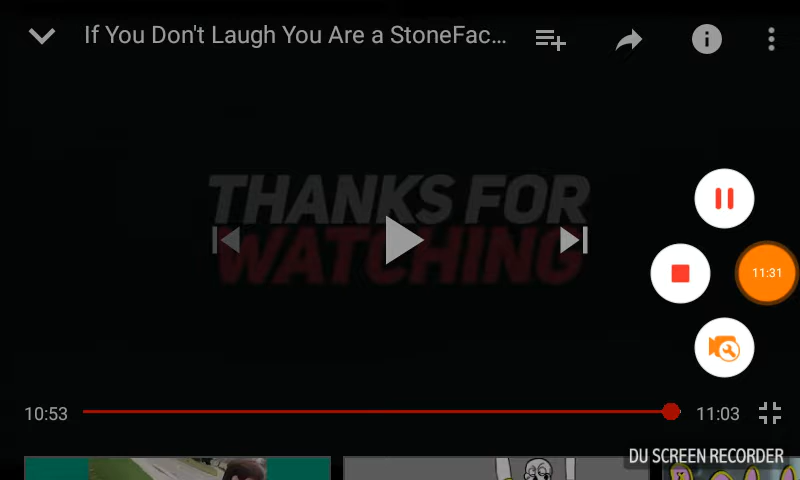 If You Don't Laugh You Are a StoneFac...
THANKS FOR
WATCHING
11:31
10:53
11:03
DU SCREEN RECORDER